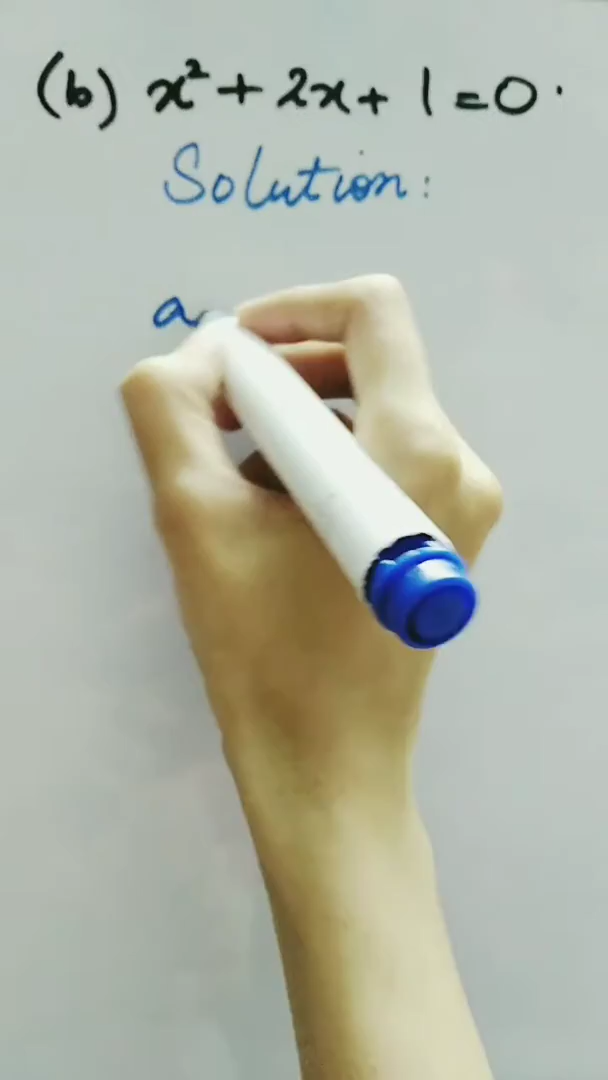 (b) x² + 2x + 1 = 0.
Solution:
a